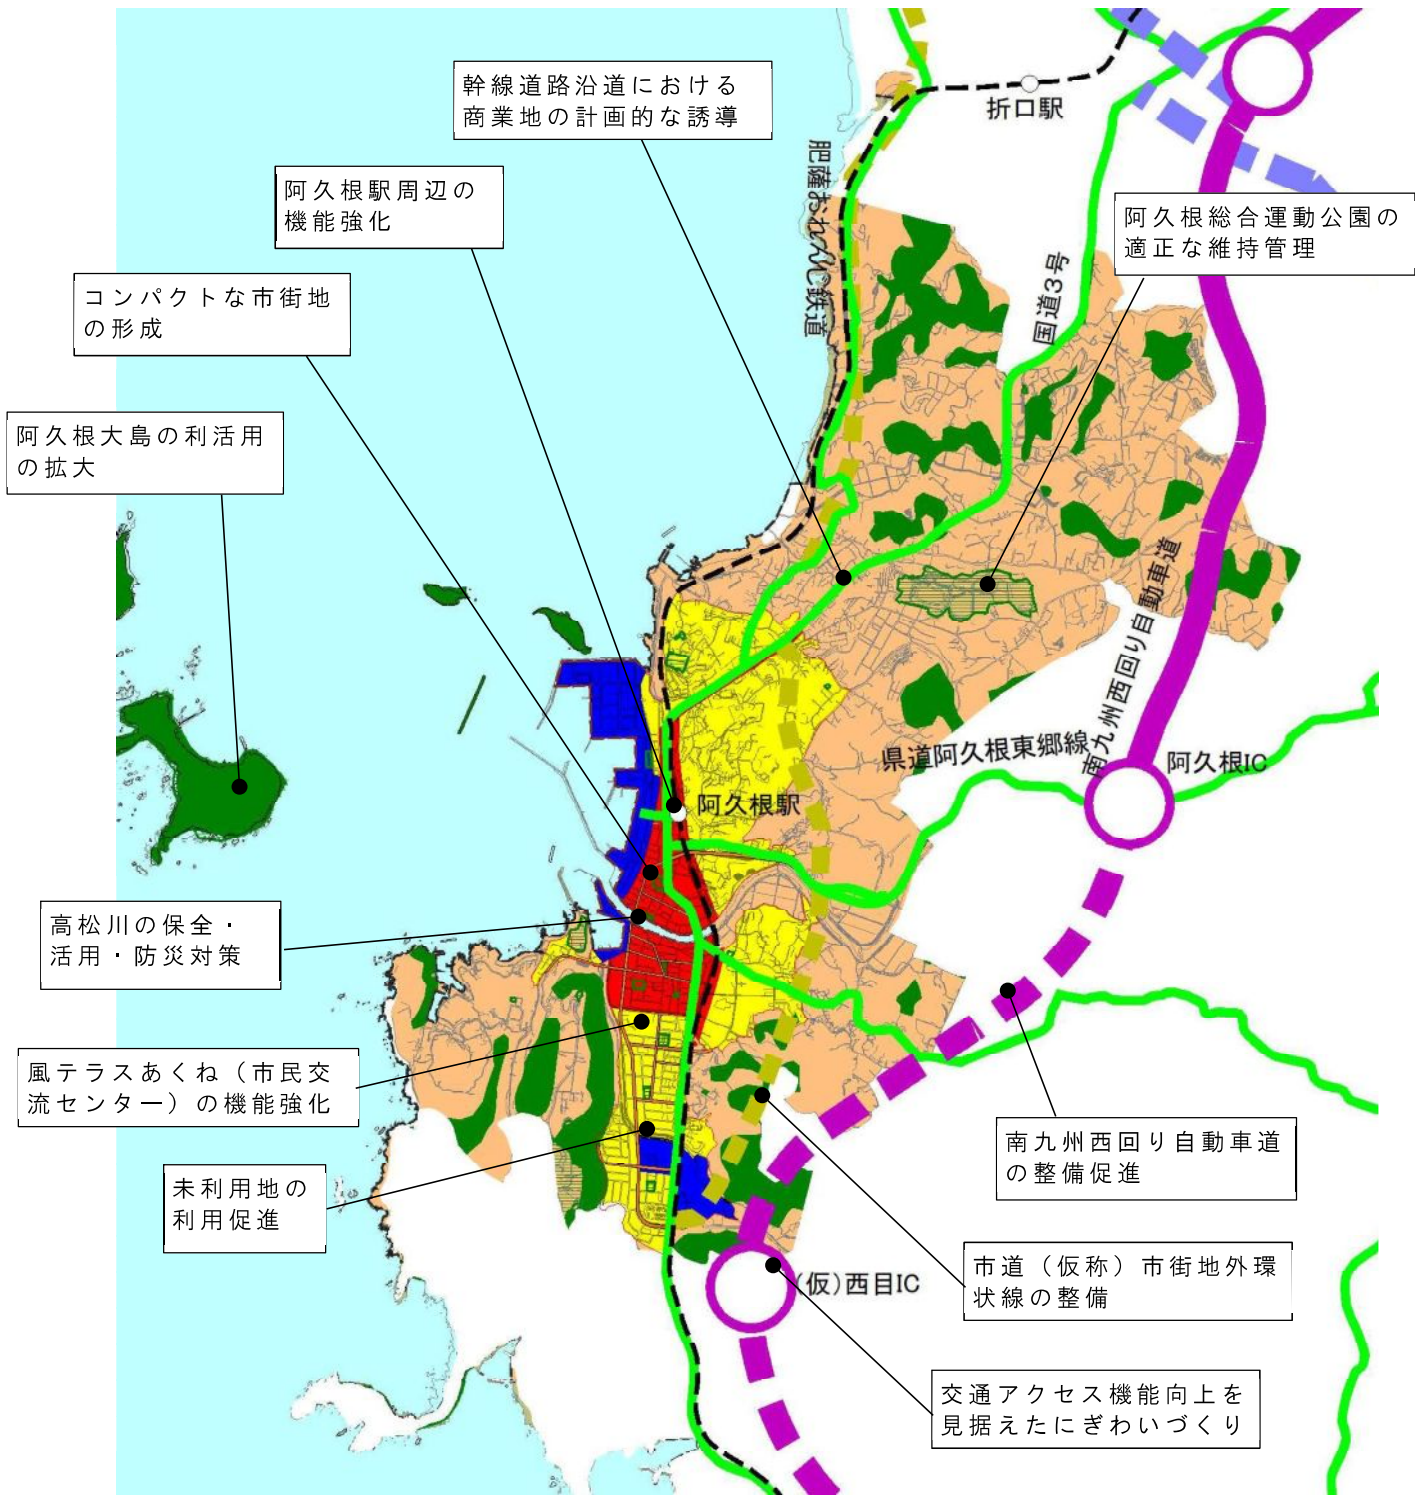 幹線道路沿道における
商業地の計画的な誘導
折口駅
肥薩おれんじ鉄道
阿久根駅周辺の
機能強化
阿久根総合運動公園の
適正な維持管理
国道3号
コンパクトな市街地
の形成
阿久根大島の利活用
の拡大
南九州西回り自動車道
県道阿久根東郷線
阿久根IC
阿久根駅
高松川の保全・
活用・防災対策
風テラスあくね（市民交
流センター）の機能強化
南九州西回り自動車道
の整備促進
未利用地の
利用促進
市道（仮称）市街地外環
状線の整備
(仮)西目IC
交通アクセス機能向上を
見据えたにぎわいづくり